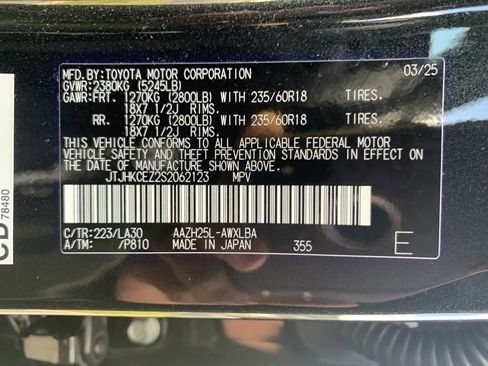 MFD.BY:TOYOTA MOTOR CORPORATION 03/25
GVWR:2380KG (5245LB)
GAWR:FRT. 1270KG (2800LB) WITH 235/60R18 TIRES,
18X7 1/2J RIMS.
RR. 1270KG (2800LB) WITH 235/60R18 TIRES,
18X7 1/2J RIMS.
THIS VEHICLE CONFORMS TO ALL APPLICABLE FEDERAL MOTOR
VEHICLE SAFETY AND THEFT PREVENTION STANDARDS IN EFFECT
ON THE DATE OF MANUFACTURE SHOWN ABOVE.
JTJHKCEZ2S2062123 MPV
C/TR:223/LA30 AAZH25L-AWXLBA
A/TM: /P810 MADE IN JAPAN 355 E
78480